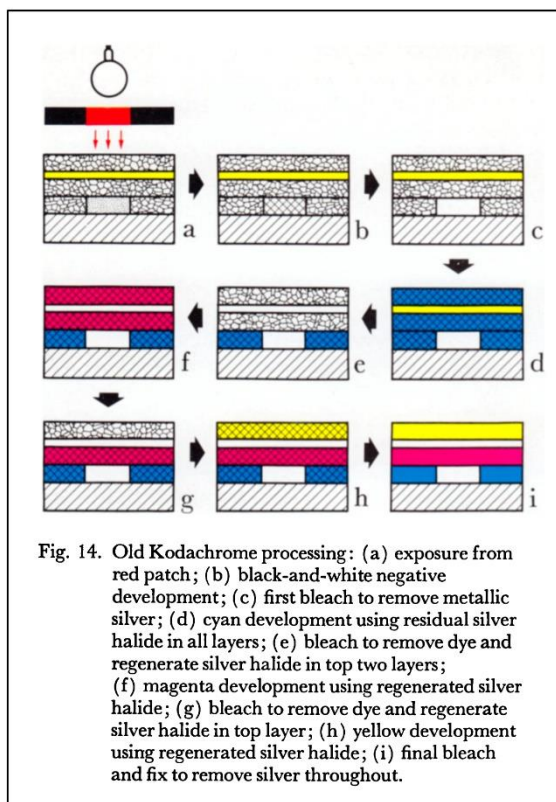 a
b
c
f
e
d
g
h
i
Fig. 14. Old Kodachrome processing: (a) exposure from
red patch; (b) black-and-white negative
development; (c) first bleach to remove metallic
silver; (d) cyan development using residual silver
halide in all layers; (e) bleach to remove dye and
regenerate silver halide in top two layers;
(f) magenta development using regenerated silver
halide; (g) bleach to remove dye and regenerate
silver halide in top layer; (h) yellow development
using regenerated silver halide; (i) final bleach
and fix to remove silver throughout.